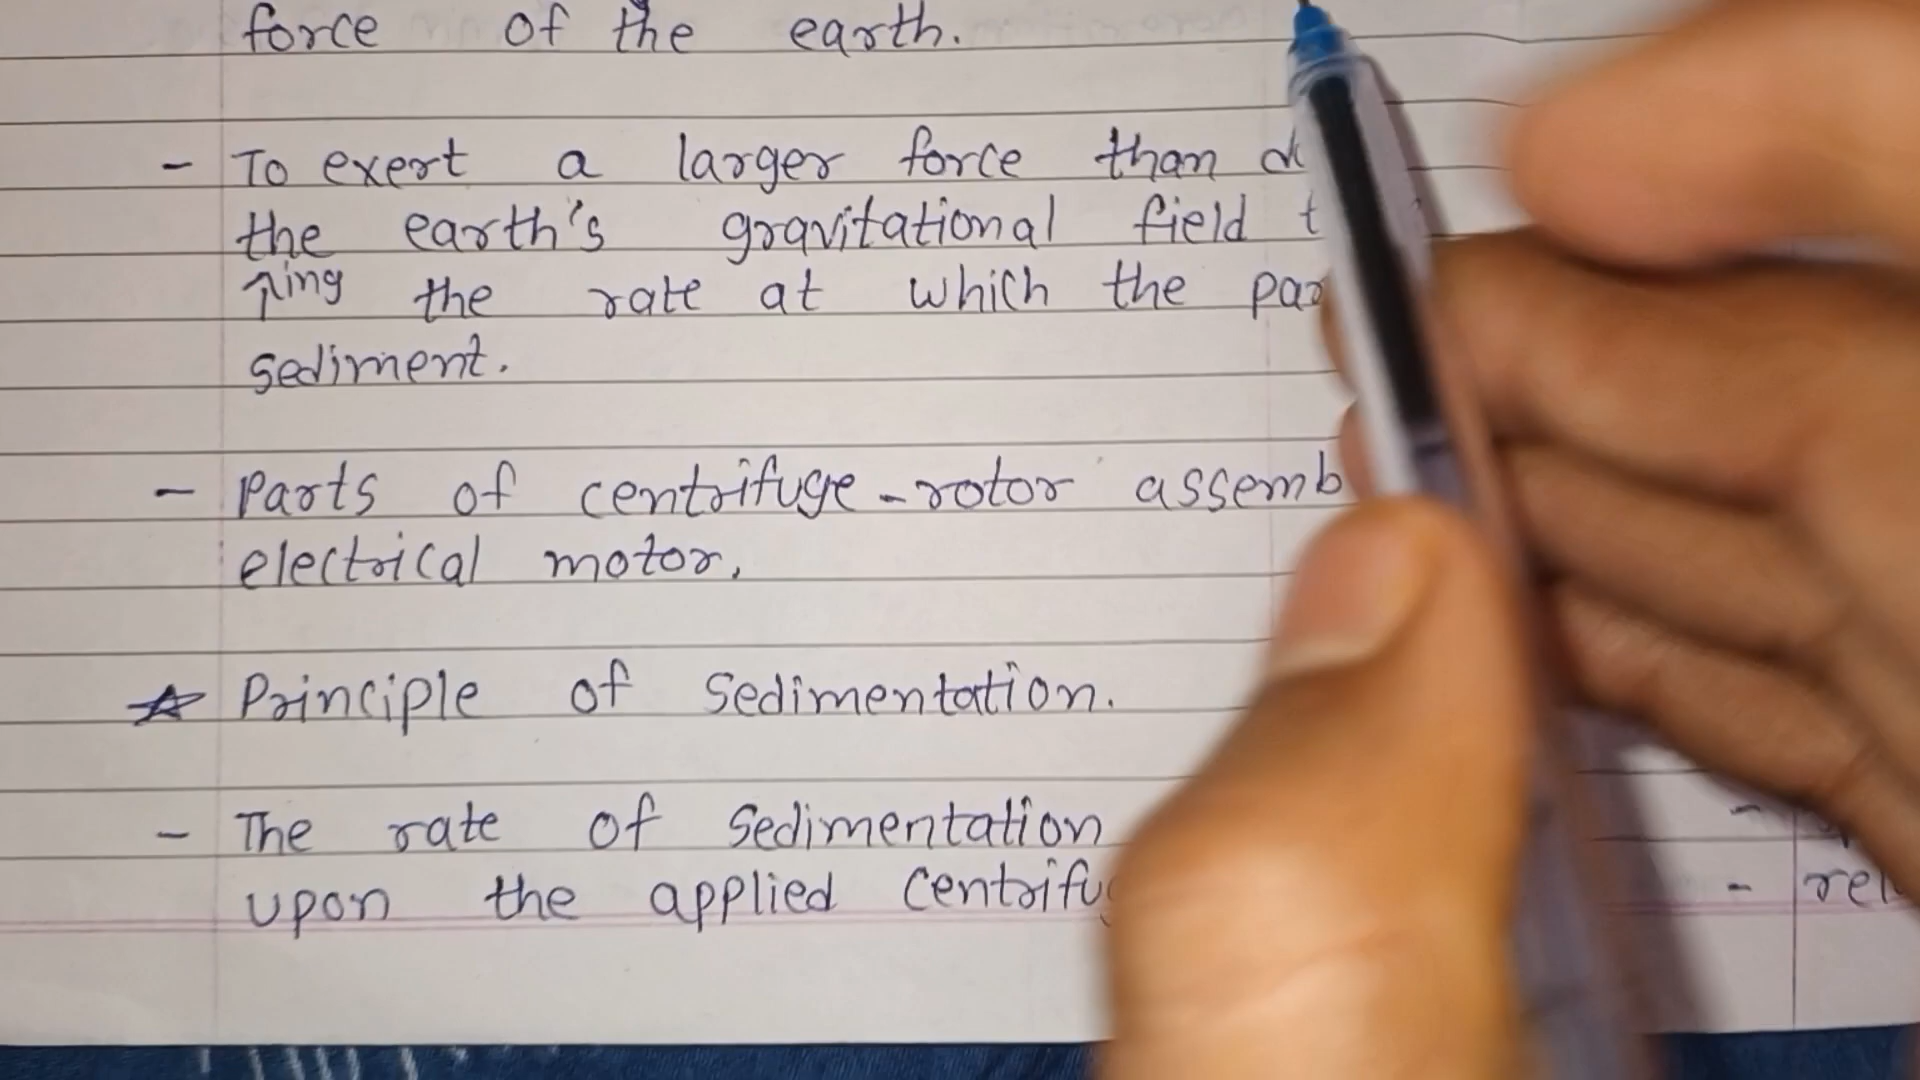 force of the earth.
- To exert a larger force than
the earth's gravitational field
the rate at which the
sediment.
- Parts of centrifuge - rotor
electrical motor.
☆ Principle of sedimentation.
- The rate of sedimentation
upon the applied
-
-